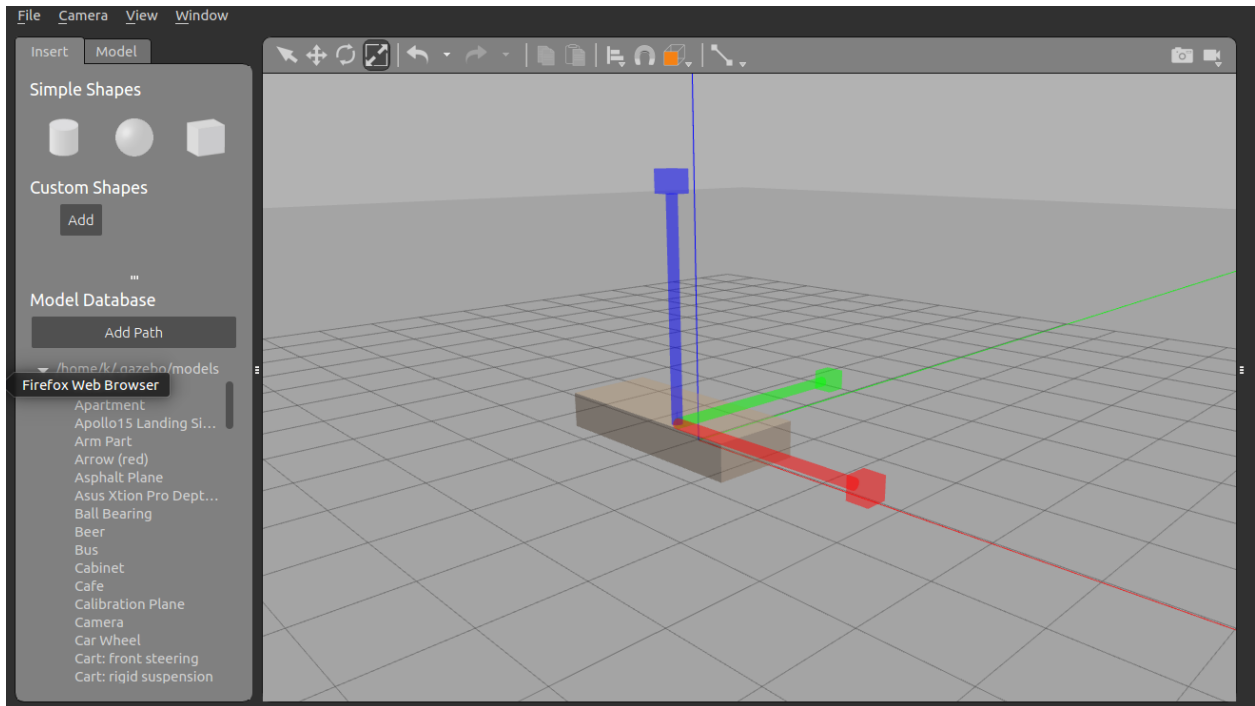 File Camera View Window
Insert Model
Simple Shapes
Custom Shapes
Add
Model Database
Add Path
/home/k/.gazebo/models
Firefox Web Browser
Apartment
Apollo15 Landing Si...
Arm Part
Arrow (red)
Asphalt Plane
Asus Xtion Pro Dept...
Ball Bearing
Beer
Bus
Cabinet
Cafe
Calibration Plane
Camera
Car Wheel
Cart: front steering
Cart: rigid suspension